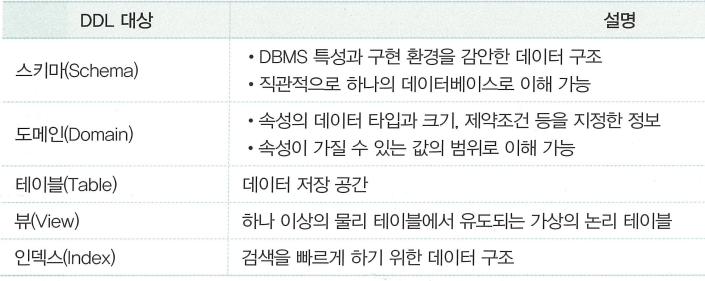 DDL 대상 설명
스키마(Schema)
• DBMS 특성과 구현 환경을 감안한 데이터 구조
• 직관적으로 하나의 데이터베이스로 이해 가능
도메인(Domain)
• 속성의 데이터 타입과 크기, 제약조건 등을 지정한 정보
• 속성이 가질 수 있는 값의 범위로 이해 가능
테이블(Table) 데이터 저장 공간
뷰(View) 하나 이상의 물리 테이블에서 유도되는 가상의 논리 테이블
인덱스(Index) 검색을 빠르게 하기 위한 데이터 구조